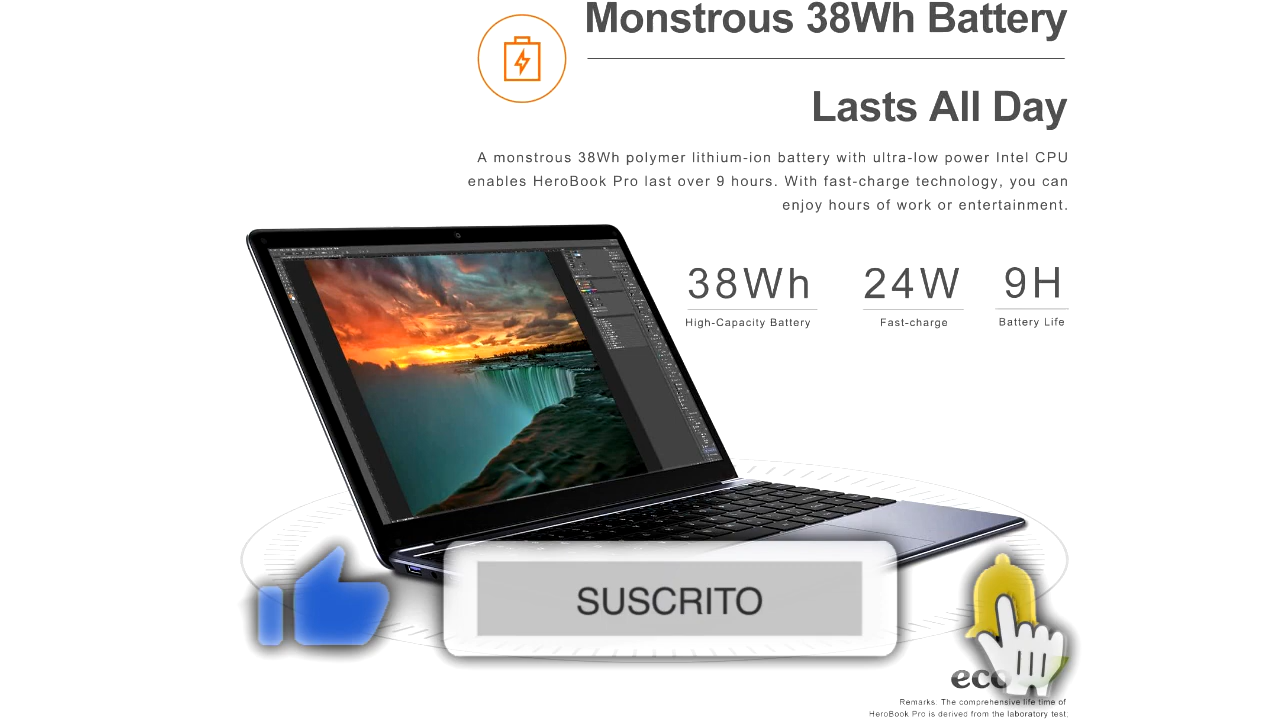 Monstrous 38Wh Battery
Lasts All Day
A monstrous 38Wh polymer lithium-ion battery with ultra-low power Intel CPU
enables HeroBook Pro last over 9 hours. With fast-charge technology, you can
enjoy hours of work or entertainment.
38Wh 24W 9H
High-Capacity Battery Fast-charge Battery Life
SUSCRITO
eco
Remarks: The comprehensive life time of
HeroBook Pro is derived from the laboratory test;